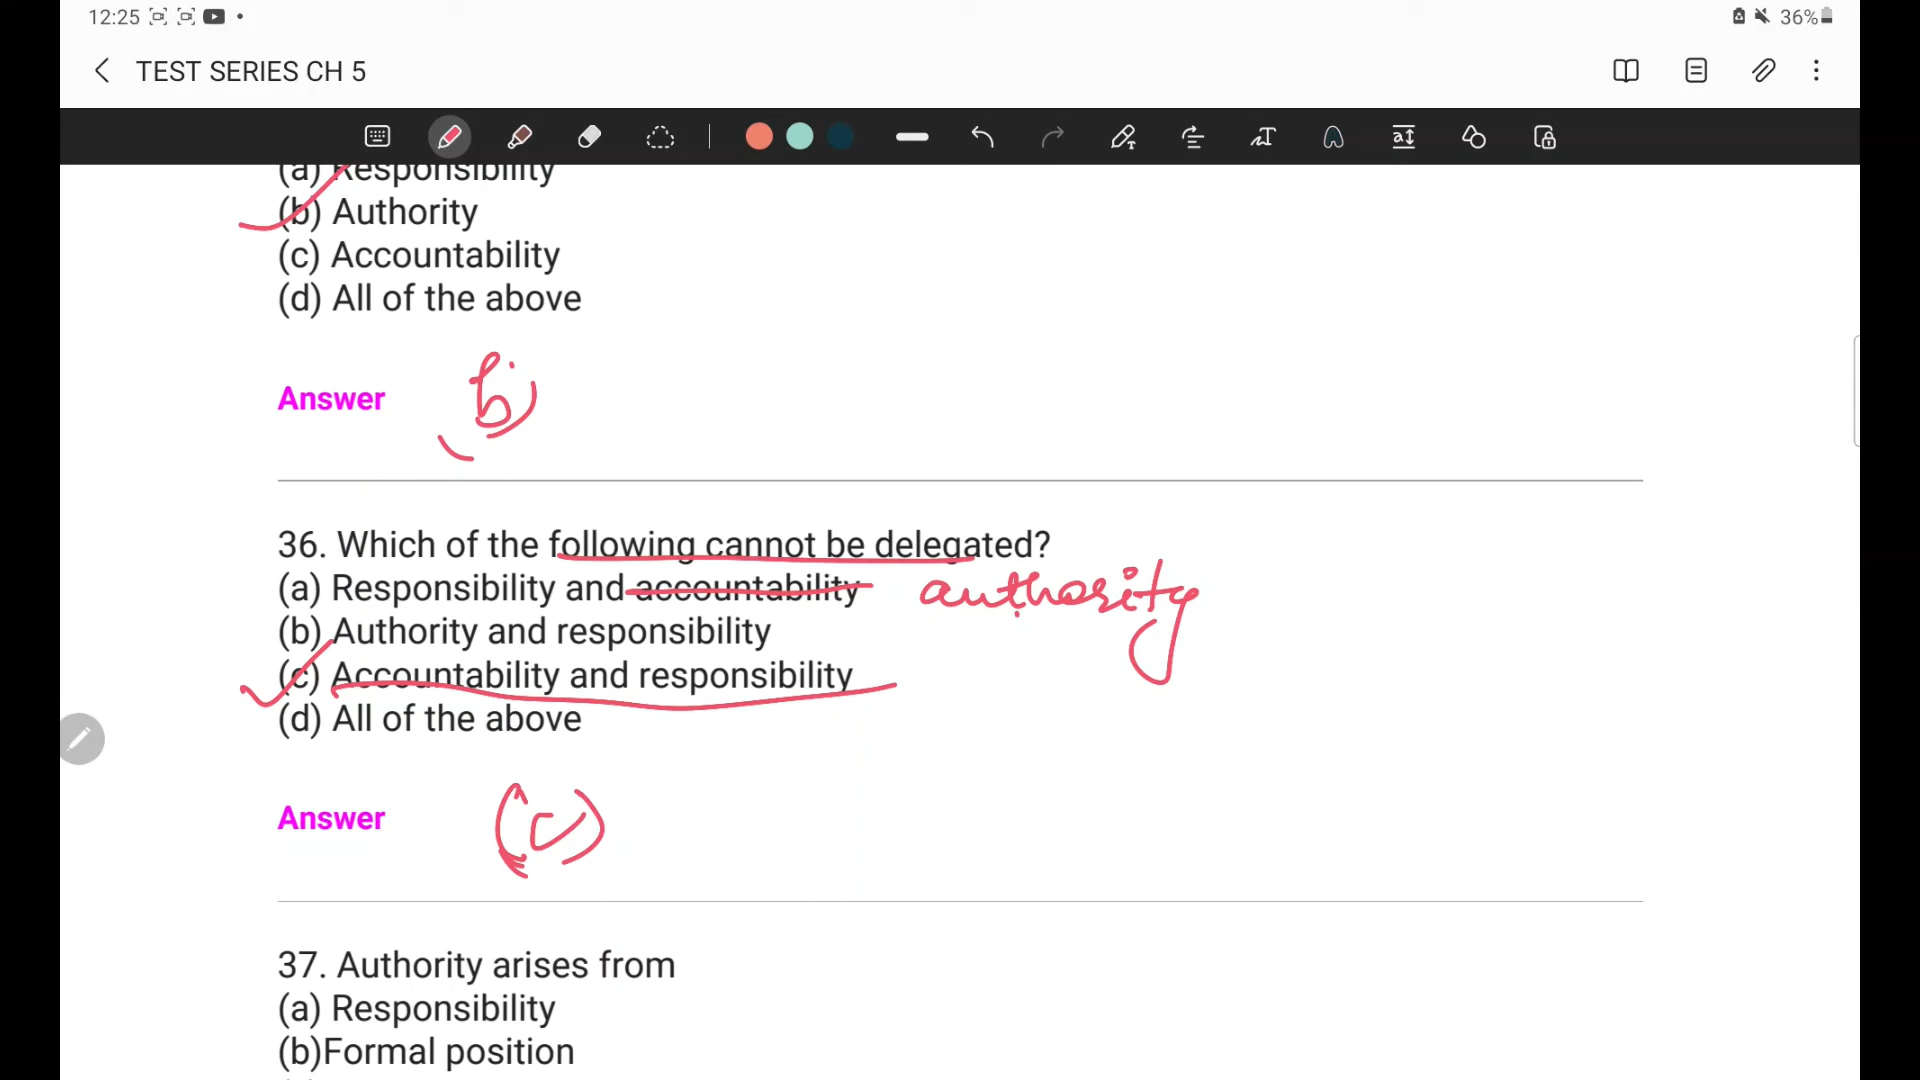 12:25
36%
TEST SERIES CH 5
(a) Responsibility
(b) Authority
(c) Accountability
(d) All of the above
Answer b)
36. Which of the following cannot be delegated?
(a) Responsibility and accountability authority
(b) Authority and responsibility
(c) Accountability and responsibility
(d) All of the above
Answer (c)
37. Authority arises from
(a) Responsibility
(b)Formal position